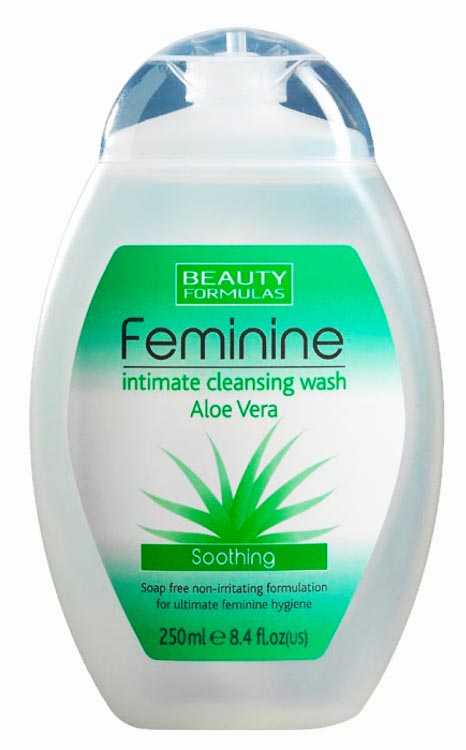 BEAUTY
FORMULAS
Feminine
intimate cleansing wash
Aloe Vera
Soothing
Soap free non-irritating formulation
for ultimate feminine hygiene
250ml ℮ 8.4 fl.oz(US)